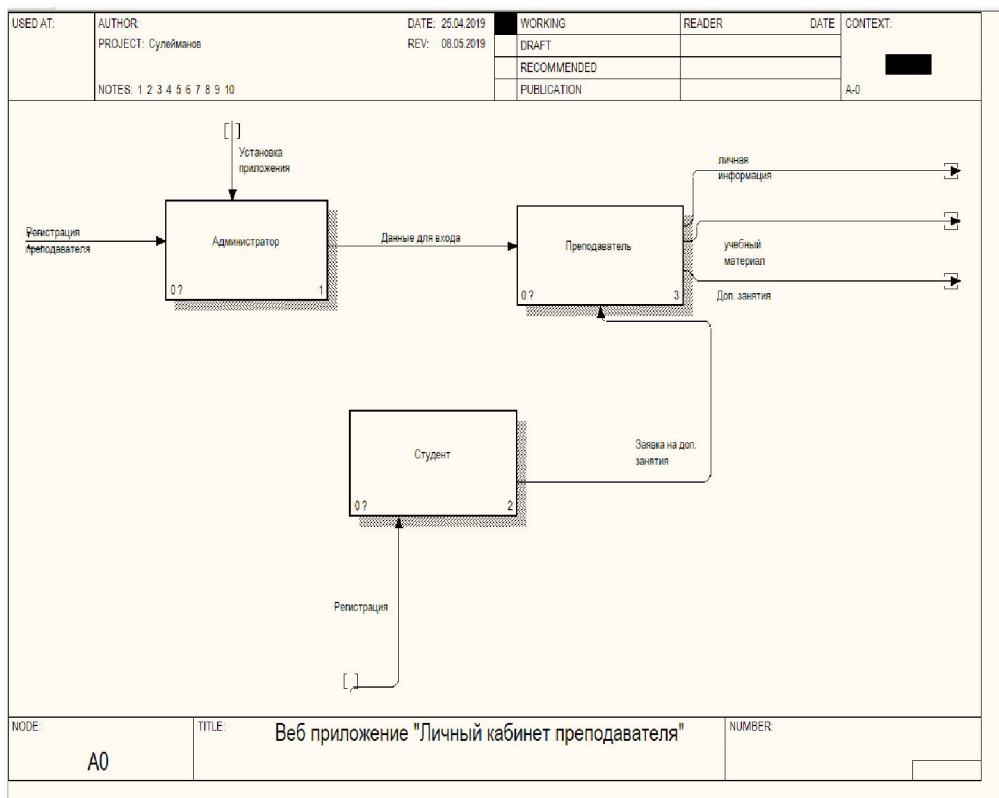 USED AT:
AUTHOR:
DATE: 25.04.2019
WORKING
READER
DATE
CONTEXT:
PROJECT: Сулейманов
REV: 08.05.2019
DRAFT
RECOMMENDED
NOTES: 1 2 3 4 5 6 7 8 9 10
PUBLICATION
A-0
Установка
приложения
личная
информация
Регистрация
преподавателя
Администратор
0 ?
1
Данные для входа
Преподаватель
0 ?
3
учебный
материал
Доп. занятия
Студент
0 ?
2
Заявка на доп.
занятия
Регистрация
NODE:
A0
TITLE:
Веб приложение "Личный кабинет преподавателя"
NUMBER: